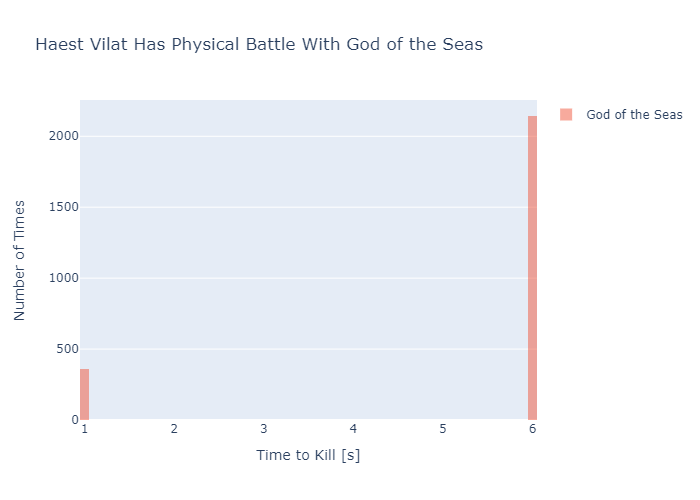 Haest Vilat Has Physical Battle With God of the Seas
God of the Seas
2000
1500
1000
500
0
1 2 3 4 5 6
Number of Times
Time to Kill [s]